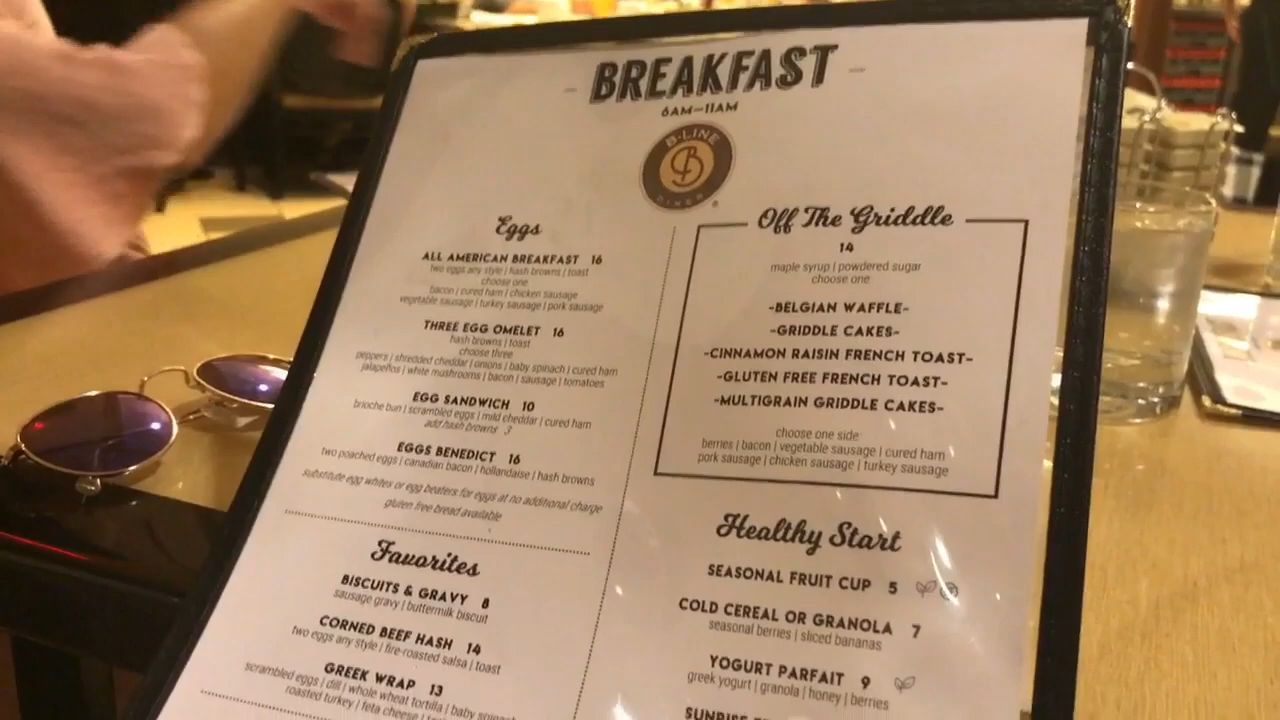 BREAKFAST
6AM–11AM
B-LINE
B
DINER
Eggs
ALL AMERICAN BREAKFAST 16
two eggs any style | hash browns | toast
choose one
bacon | cured ham | chicken sausage
vegetable sausage | turkey sausage | pork sausage
THREE EGG OMELET 16
hash browns | toast
choose three
peppers | shredded cheddar | onions | baby spinach | cured ham
jalapeños | white mushrooms | bacon | sausage | tomatoes
EGG SANDWICH 10
brioche bun | scrambled eggs | mild cheddar | cured ham
add hash browns 3
EGGS BENEDICT 16
two poached eggs | canadian bacon | hollandaise | hash browns
substitute egg whites or egg beaters for eggs at no additional charge
gluten free bread available
Favorites
BISCUITS & GRAVY 8
sausage gravy | buttermilk biscuit
CORNED BEEF HASH 14
two eggs any style | fire-roasted salsa | toast
GREEK WRAP 13
scrambled eggs | dill | whole wheat tortilla | baby spinach
roasted turkey | feta cheese |
Off The Griddle
14
maple syrup | powdered sugar
choose one
-BELGIAN WAFFLE-
-GRIDDLE CAKES-
-CINNAMON RAISIN FRENCH TOAST-
-GLUTEN FREE FRENCH TOAST-
-MULTIGRAIN GRIDDLE CAKES-
choose one side
berries | bacon | vegetable sausage | cured ham
pork sausage | chicken sausage | turkey sausage
Healthy Start
SEASONAL FRUIT CUP 5
COLD CEREAL OR GRANOLA 7
seasonal berries | sliced bananas
YOGURT PARFAIT 9
greek yogurt | granola | honey | berries
SUNRISE